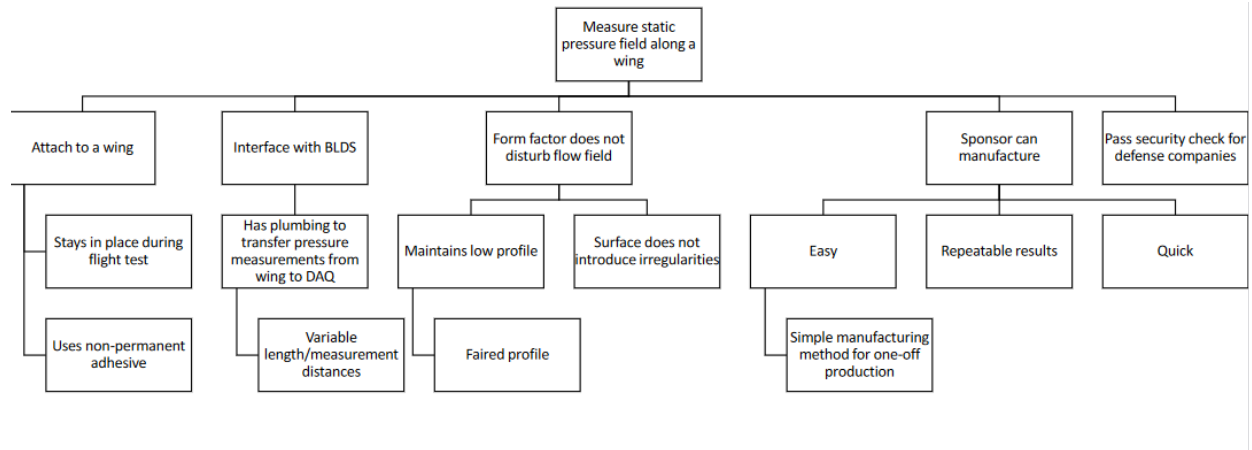 Measure static
pressure field along a
wing
Attach to a wing
Interface with BLDS
Form factor does not
disturb flow field
Sponsor can
manufacture
Pass security check for
defense companies
Stays in place during
flight test
Has plumbing to
transfer pressure
measurements from
wing to DAQ
Maintains low profile
Surface does not
introduce irregularities
Easy
Repeatable results
Quick
Uses non-permanent
adhesive
Variable
length/measurement
distances
Faired profile
Simple manufacturing
method for one-off
production